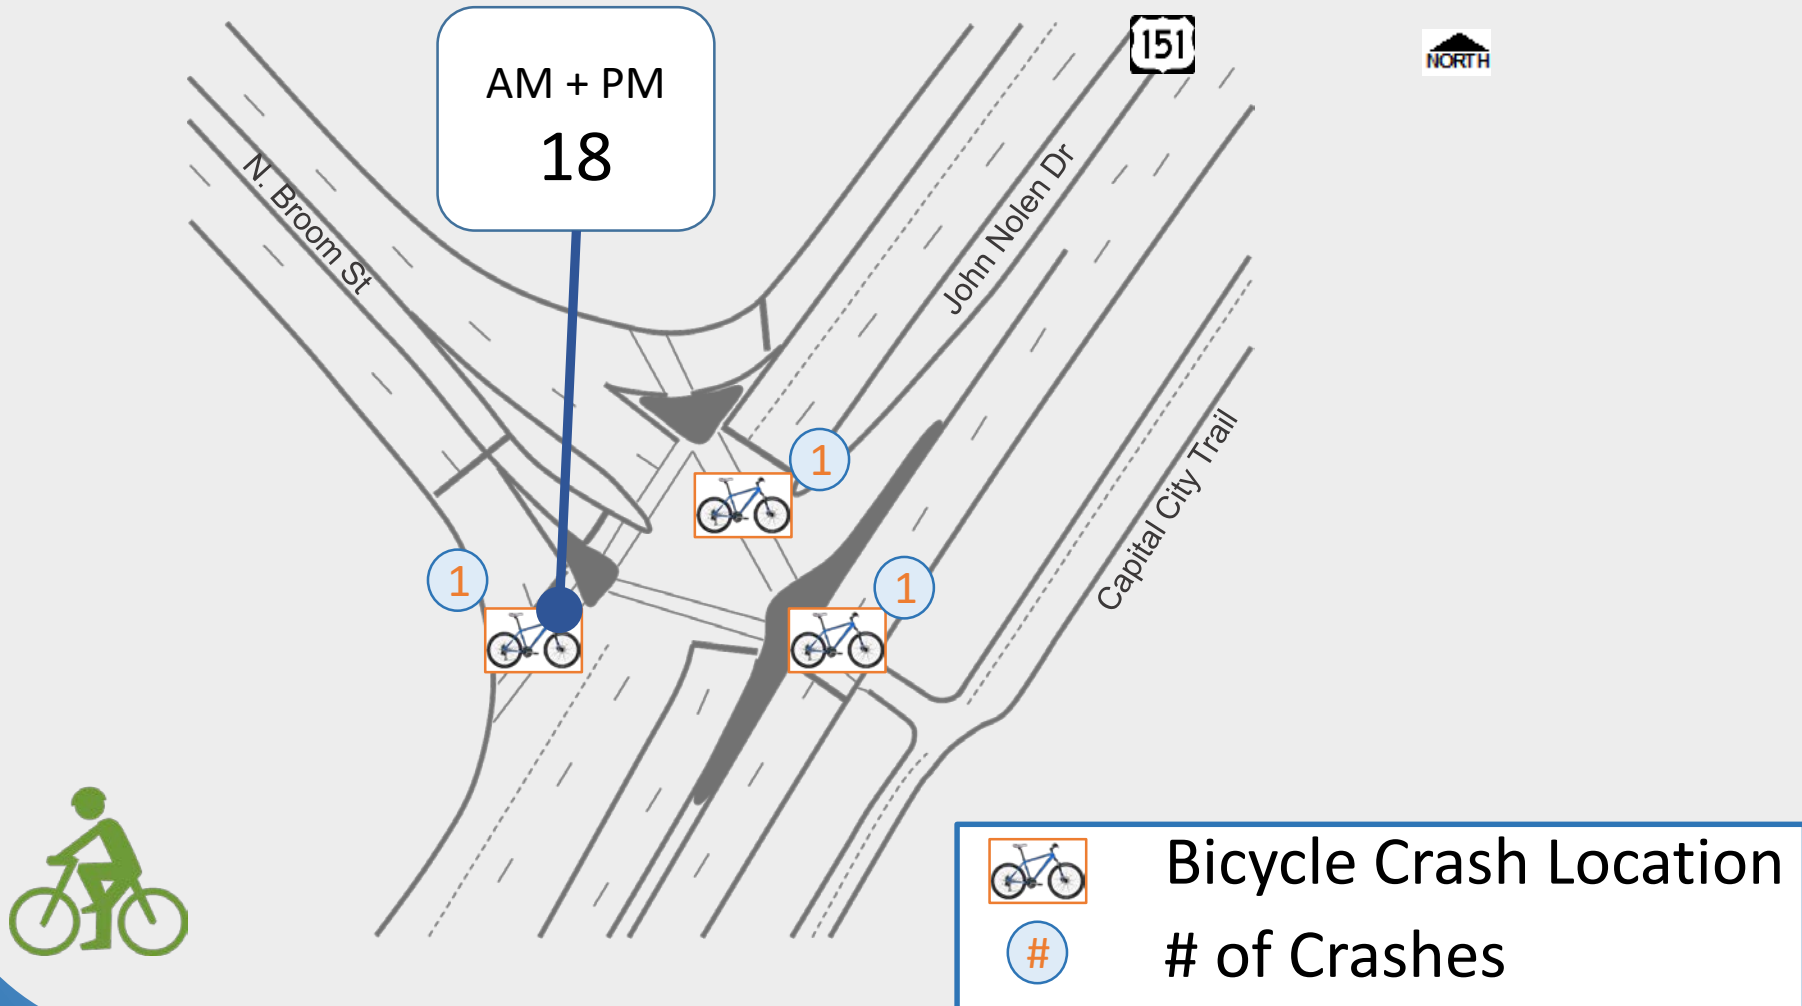 151
NORTH
AM + PM
18
N. Broom St
John Nolen Dr
Capital City Trail
1
1
1
Bicycle Crash Location
#
# of Crashes